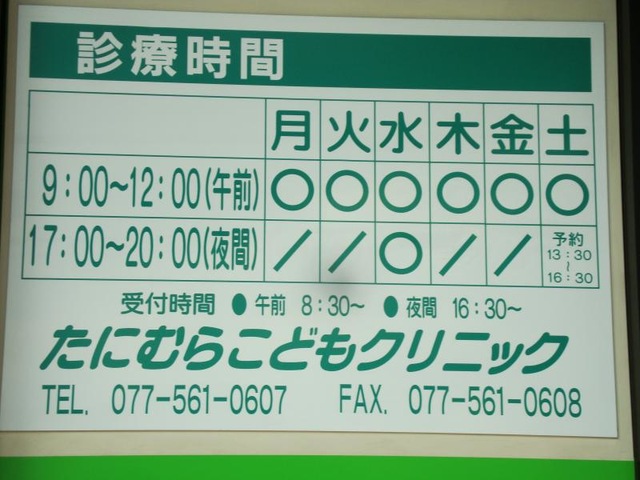 診療時間
月 火 水 木 金 土
9:00〜12:00(午前) ○ ○ ○ ○ ○ ○
17:00〜20:00(夜間) / / ○ / / 予約 13:30 〜 16:30
受付時間 ●午前 8:30〜 ●夜間 16:30〜
たにむらこどもクリニック
TEL. 077-561-0607 FAX. 077-561-0608